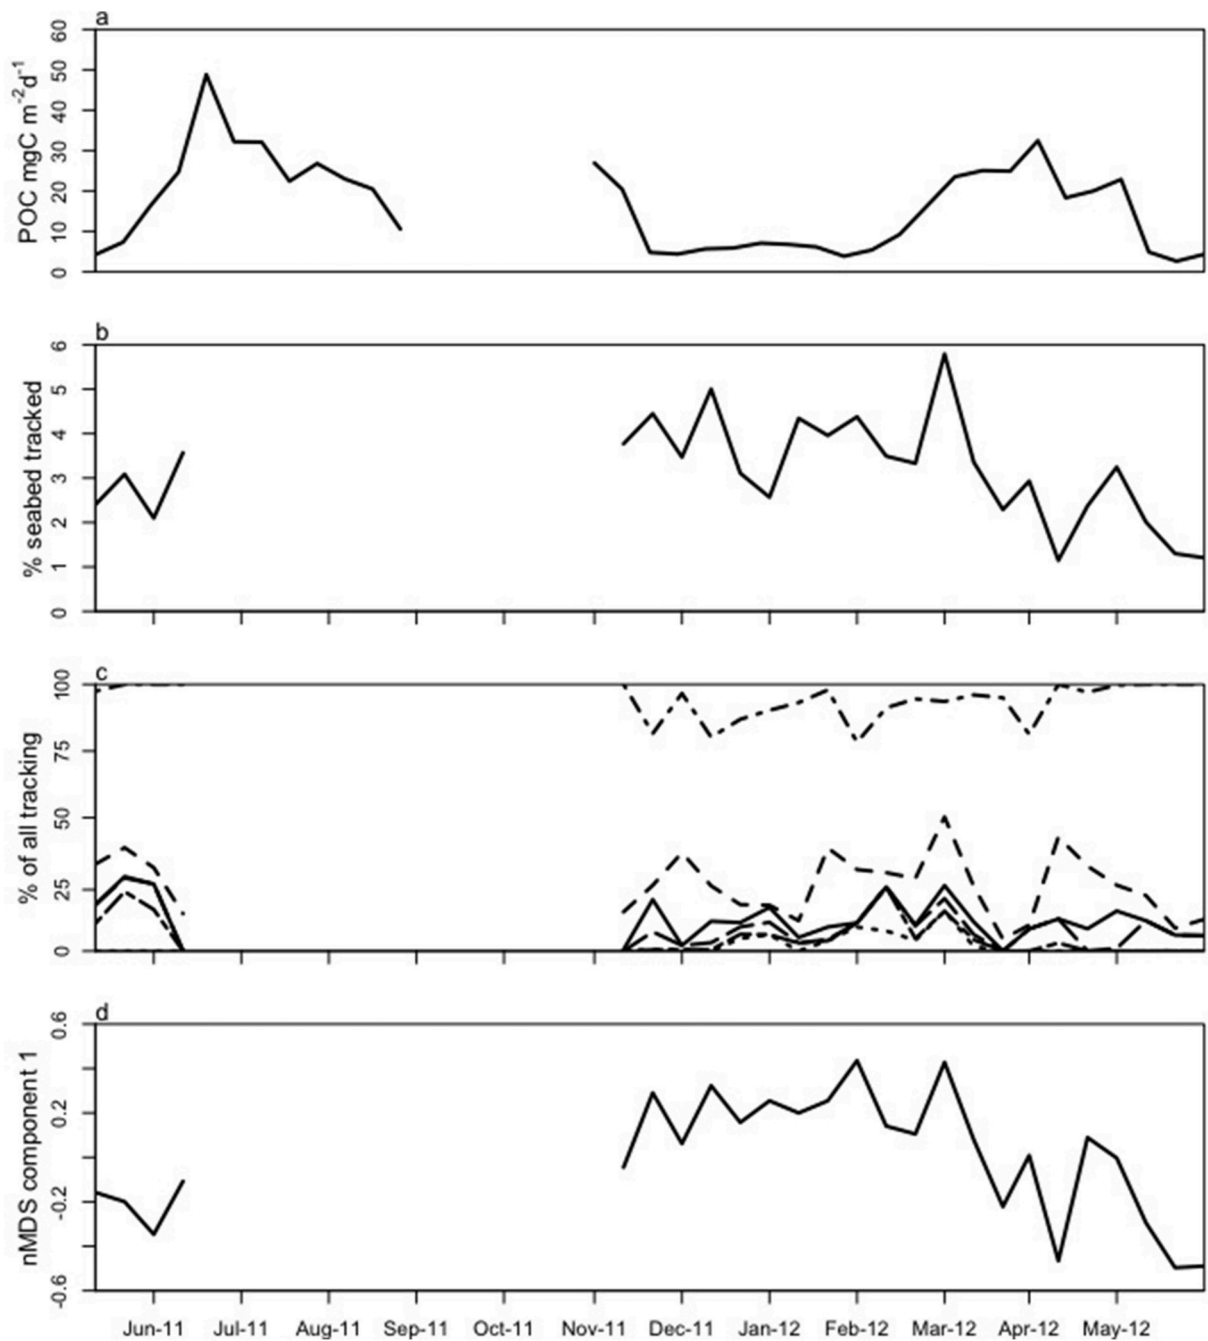 a
POC mgC m-2d-1
60
50
40
30
20
10
0
b
% seabed tracked
6
5
4
3
2
1
0
c
% of all tracking
100
75
50
25
0
d
nMDS component 1
0.6
0.2
-0.2
-0.6
Jun-11 Jul-11 Aug-11 Sep-11 Oct-11 Nov-11 Dec-11 Jan-12 Feb-12 Mar-12 Apr-12 May-12